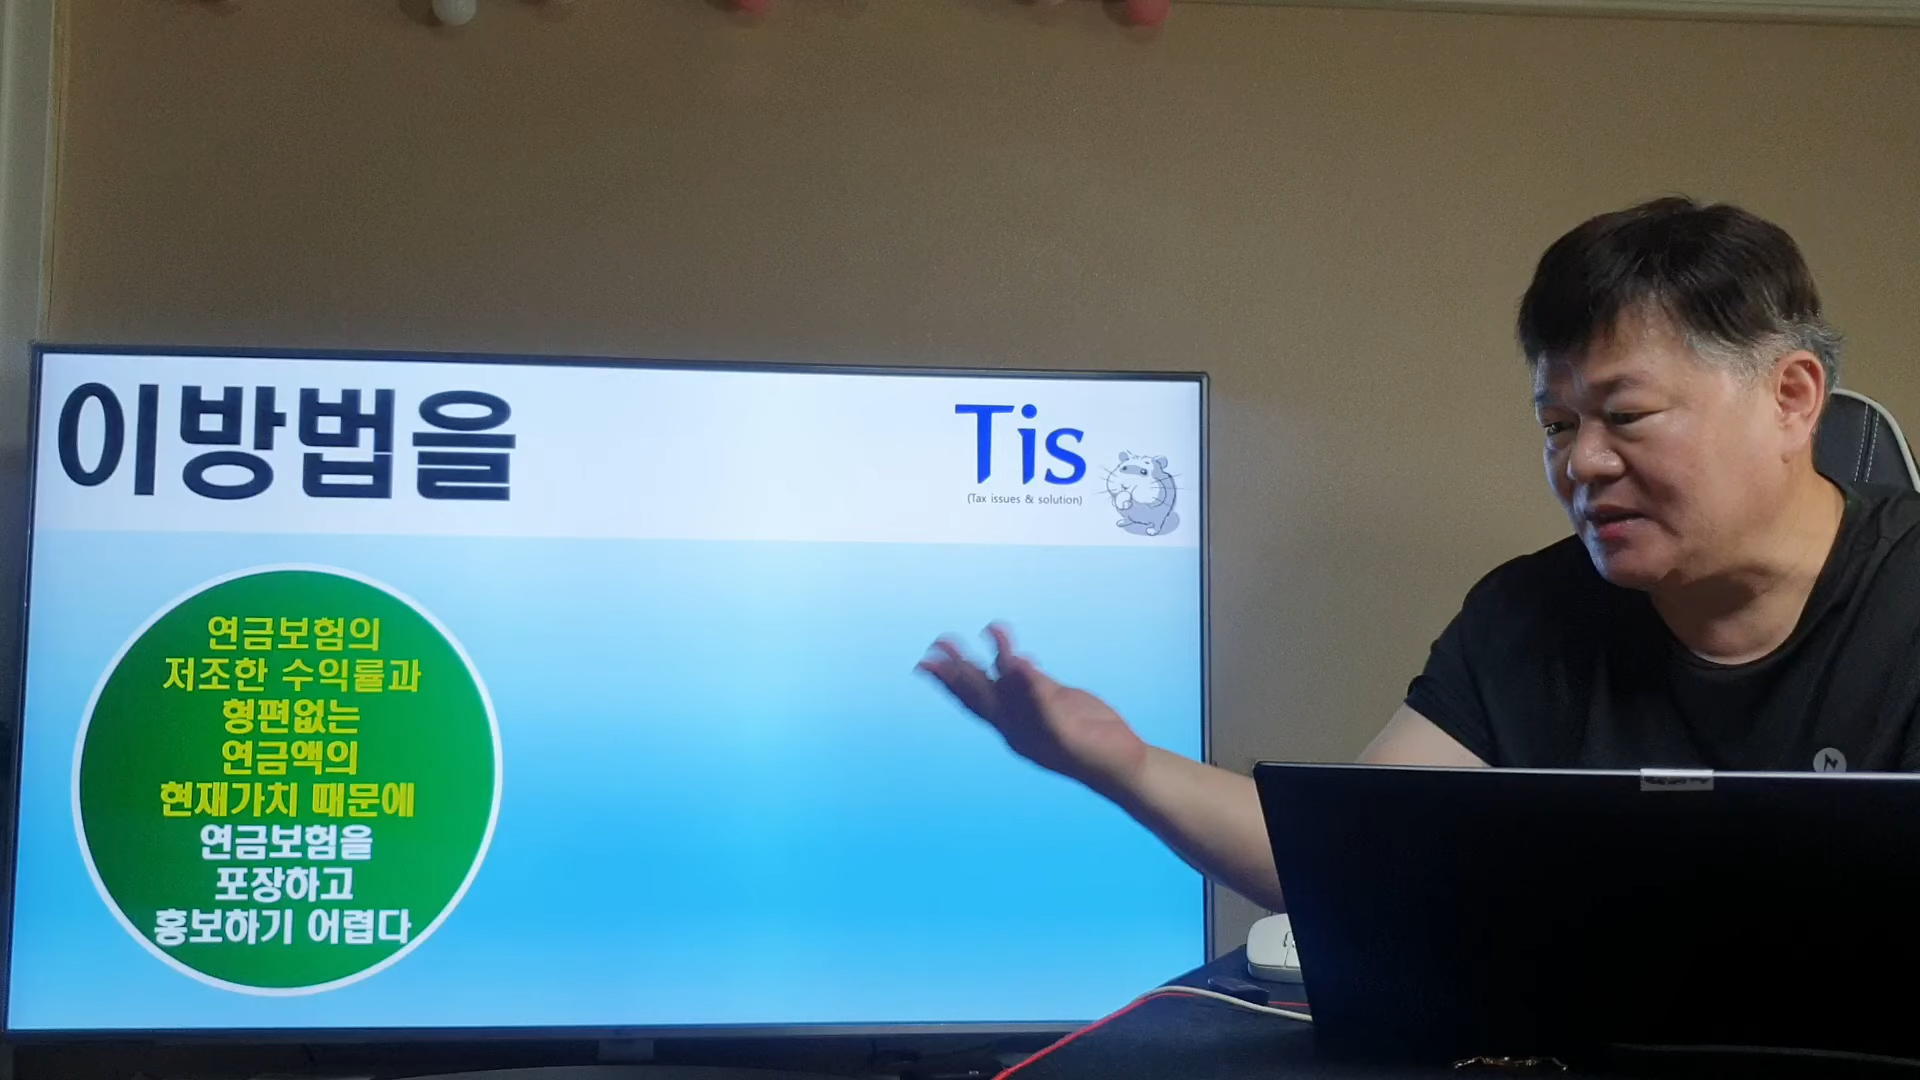 이방법을
Tis
(Tax issues & solution)
연금보험의
저조한 수익률과
형편없는
연금액의
현재가치 때문에
연금보험을
포장하고
홍보하기 어렵다